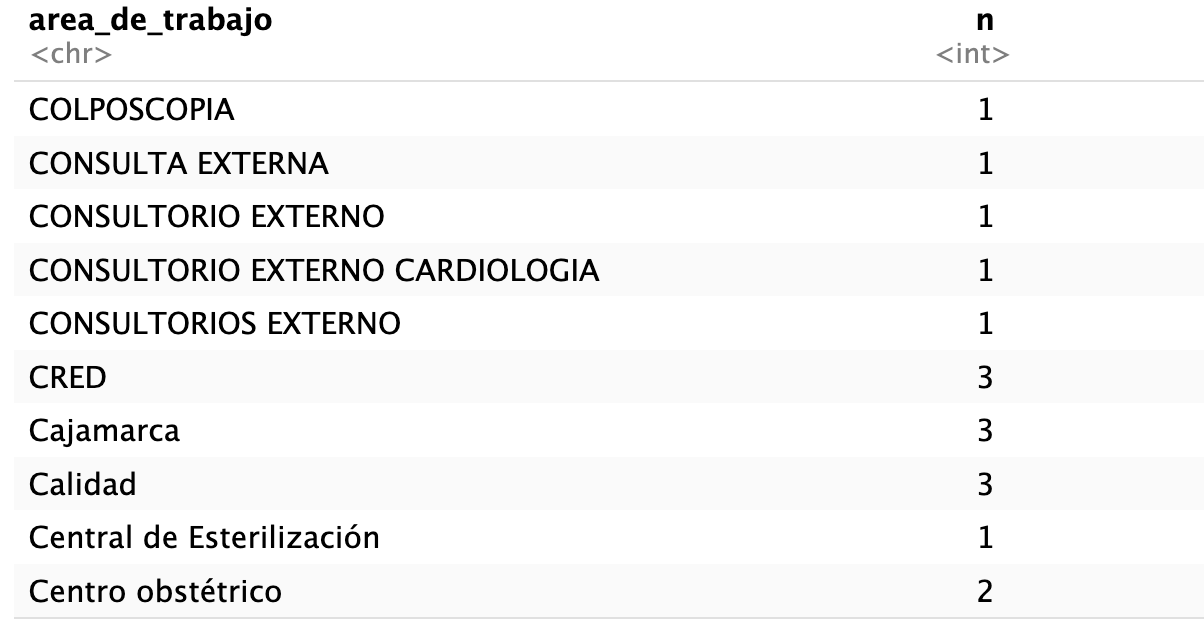 area_de_trabajo n
<chr> <int>
COLPOSCOPIA 1
CONSULTA EXTERNA 1
CONSULTORIO EXTERNO 1
CONSULTORIO EXTERNO CARDIOLOGIA 1
CONSULTORIOS EXTERNO 1
CRED 3
Cajamarca 3
Calidad 3
Central de Esterilización 1
Centro obstétrico 2